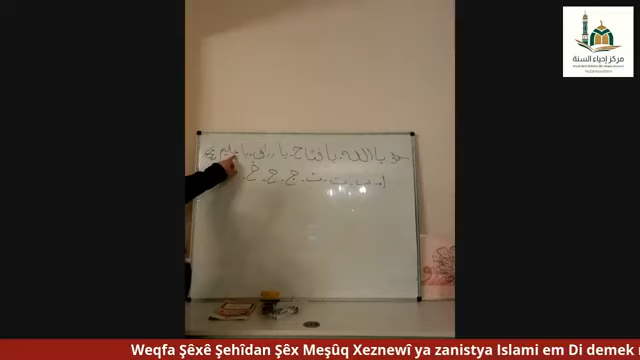 مركز إحياء السنة
يا الله - يا فتاح - يا رزاق - يا عليم
ا - ب - ت - ث - ج - ح - خ -
Weqfa Şêxê Şehîdan Şêx Meşûq Xeznewî ya zanistya Islami em Di demek